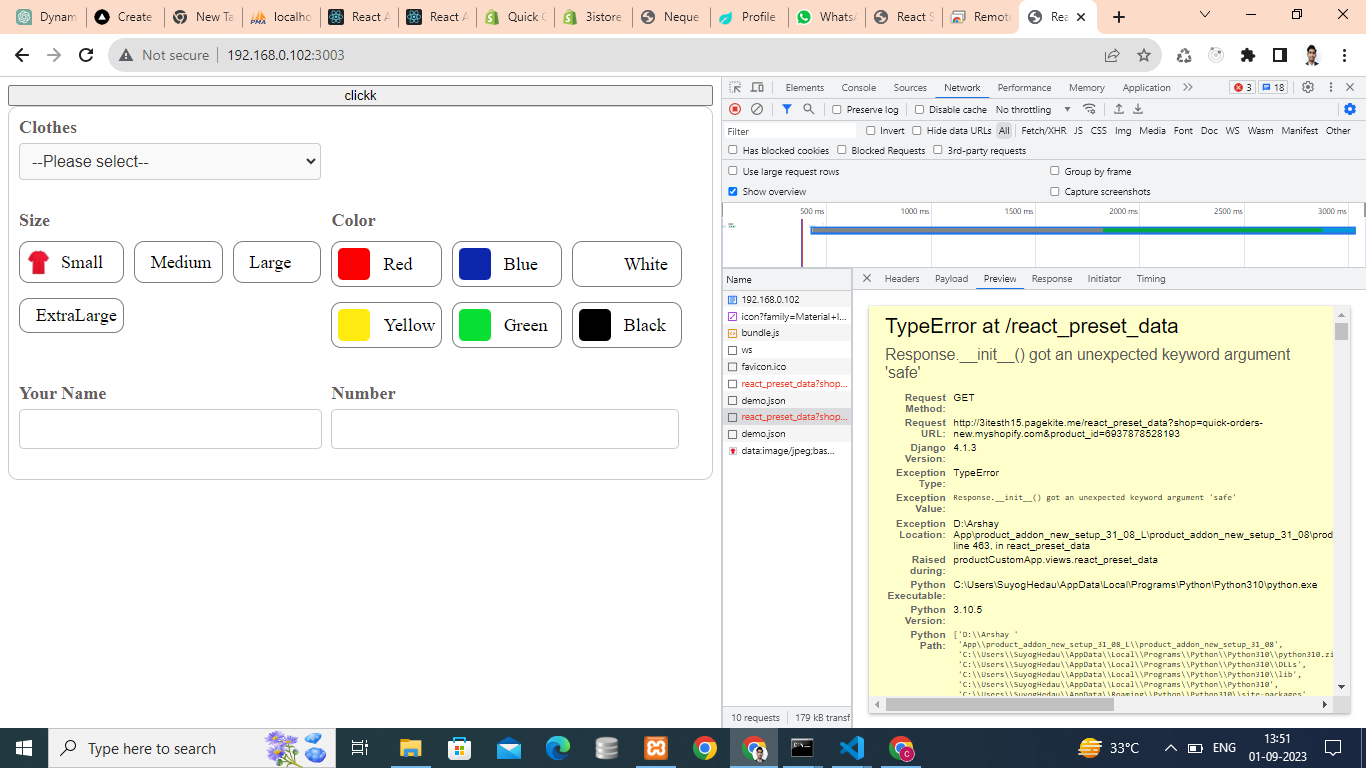 Dynam
Create
New Ta
localho
React A
React A
Quick O
3istore
Neque
Profile
WhatsA
React S
Remot
Rea
Not secure
192.168.0.102:3003
clickk
Clothes
--Please select--
Size
Color
Small
Medium
Large
Red
Blue
White
ExtraLarge
Yellow
Green
Black
Your Name
Number
Elements Console Sources Network Performance Memory Application
3
18
Preserve log
Disable cache
No throttling
Filter
Invert
Hide data URLs
All
Fetch/XHR JS CSS Img Media Font Doc WS Wasm Manifest Other
Has blocked cookies
Blocked Requests
3rd-party requests
Use large request rows
Group by frame
Show overview
Capture screenshots
500 ms
1000 ms
1500 ms
2000 ms
2500 ms
3000 ms
Name
192.168.0.102
icon?family=Material+I...
bundle.js
ws
favicon.ico
react_preset_data?shop...
demo.json
react_preset_data?shop...
demo.json
data:image/jpeg;bas...
10 requests
179 kB transf
Headers Payload Preview Response Initiator Timing
TypeError at /react_preset_data
Response.__init__() got an unexpected keyword argument
'safe'
Request Method: GET
Request URL: http://3itesth15.pagekite.me/react_preset_data?shop=quick-orders-
new.myshopify.com&product_id=6937878528193
Django Version: 4.1.3
Exception Type: TypeError
Exception Value: Response.__init__() got an unexpected keyword argument 'safe'
Exception Location: D:\Arshay
App\product_addon_new_setup_31_08_L\product_addon_new_setup_31_08\prod
line 463, in react_preset_data
Raised during: productCustomApp.views.react_preset_data
Python Executable: C:\Users\SuyogHedau\AppData\Local\Programs\Python\Python310\python.exe
Python Version: 3.10.5
Python Path: ['D:\\Arshay '
'App\\product_addon_new_setup_31_08_L\\product_addon_new_setup_31_08',
'C:\\Users\\SuyogHedau\\AppData\\Local\\Programs\\Python\\Python310\\python310.zi
'C:\\Users\\SuyogHedau\\AppData\\Local\\Programs\\Python\\Python310\\DLLs',
'C:\\Users\\SuyogHedau\\AppData\\Local\\Programs\\Python\\Python310\\lib',
'C:\\Users\\SuyogHedau\\AppData\\Local\\Programs\\Python\\Python310',
'C:\\Users\\SuyogHedau\\AppData\\Roaming\\Python\\Python310\\site-packages'
Type here to search
33°C
ENG
13:51
01-09-2023